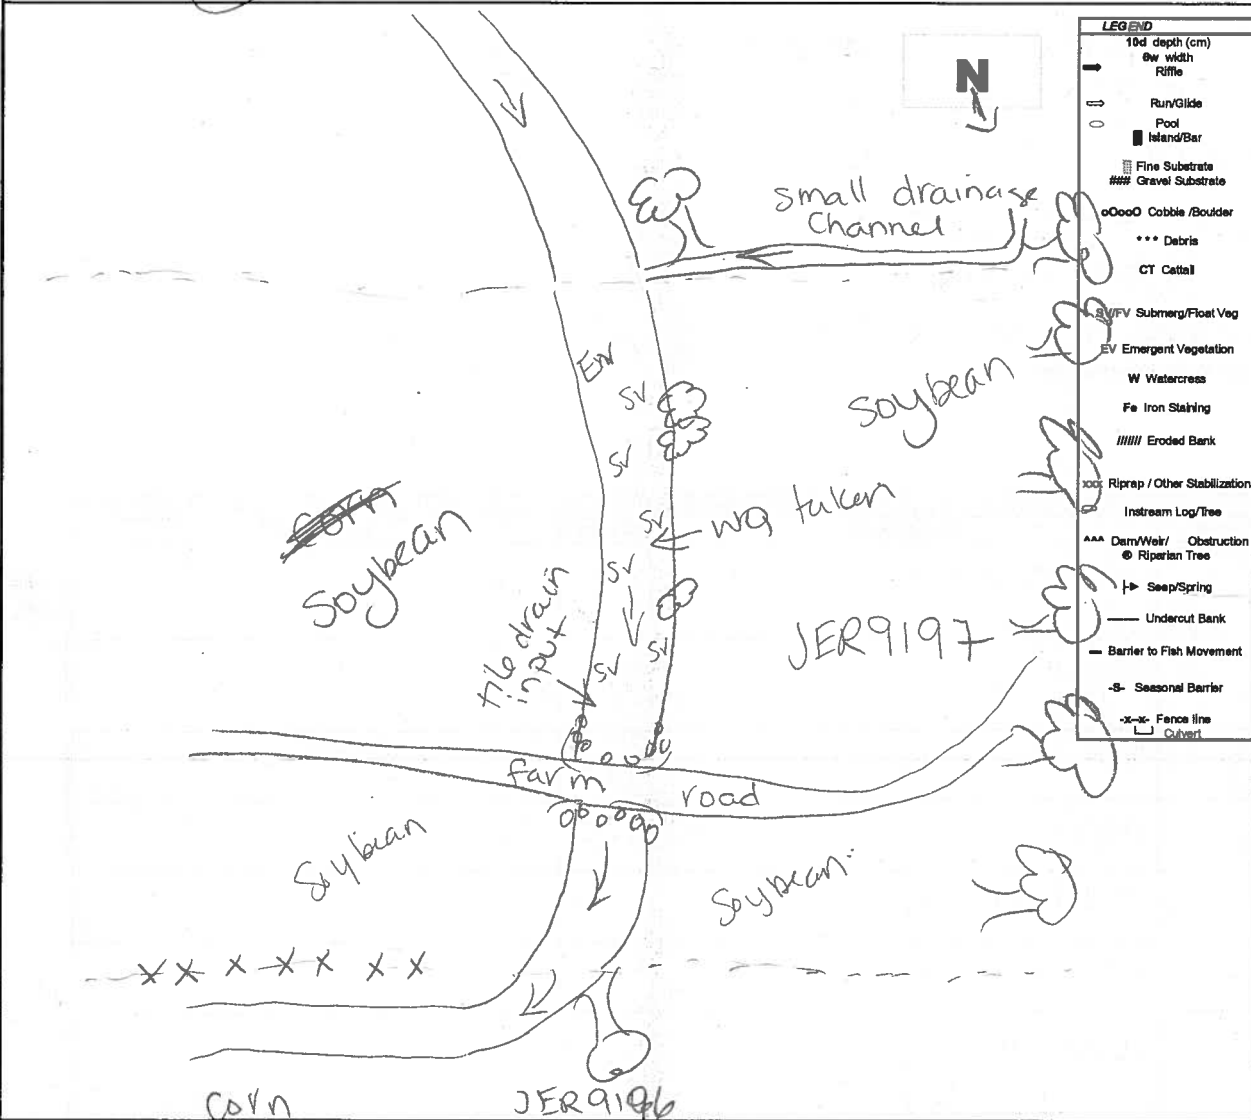 N
LEGEND
10d depth (cm)
6w width
Riffle
Run/Glide
Pool
Island/Bar
Fine Substrate
### Gravel Substrate
oOooO Cobble /Boulder
*** Debris
CT Cattail
SV/FV Submerg/Float Veg
EV Emergent Vegetation
W Watercress
Fe Iron Staining
/////// Eroded Bank
xxx Riprap / Other Stabilization
Instream Log/Tree
^^^ Dam/Weir/ Obstruction
Riparian Tree
Seep/Spring
Undercut Bank
Barrier to Fish Movement
-S- Seasonal Barrier
-x--x- Fence line
Culvert
small drainage
Channel
EV
SV
soybean
SV
corn
soybean
SV
WQ taken
SV
tile drain
input
JER9197
SV
SV
farm road
Soybean
Soybean
X X X X X X X
corn
JER9196